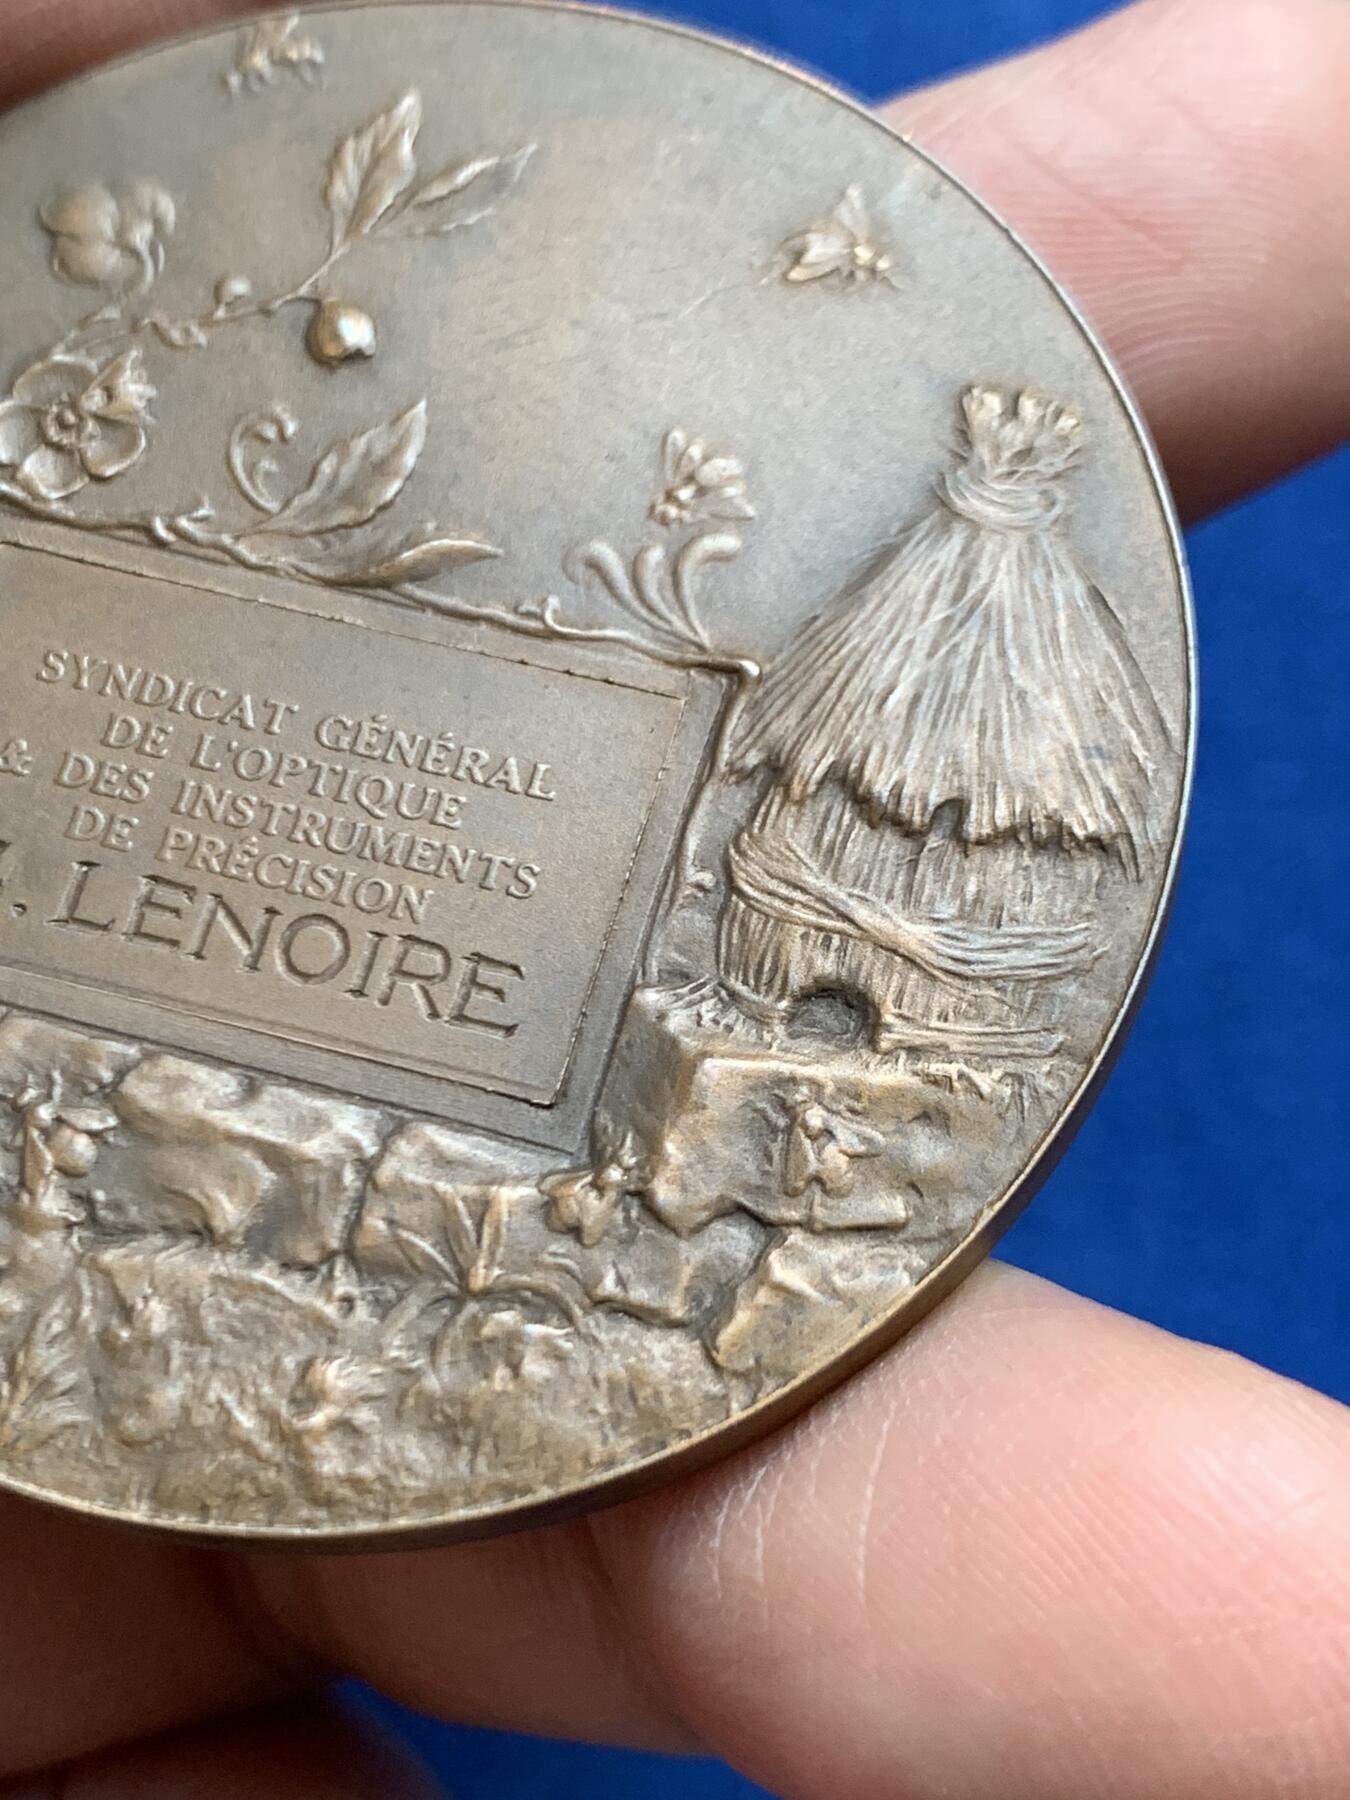 SYNDICAT GÉNÉRAL
DE L'OPTIQUE
& DES INSTRUMENTS
DE PRÉCISION
. LENOIRE